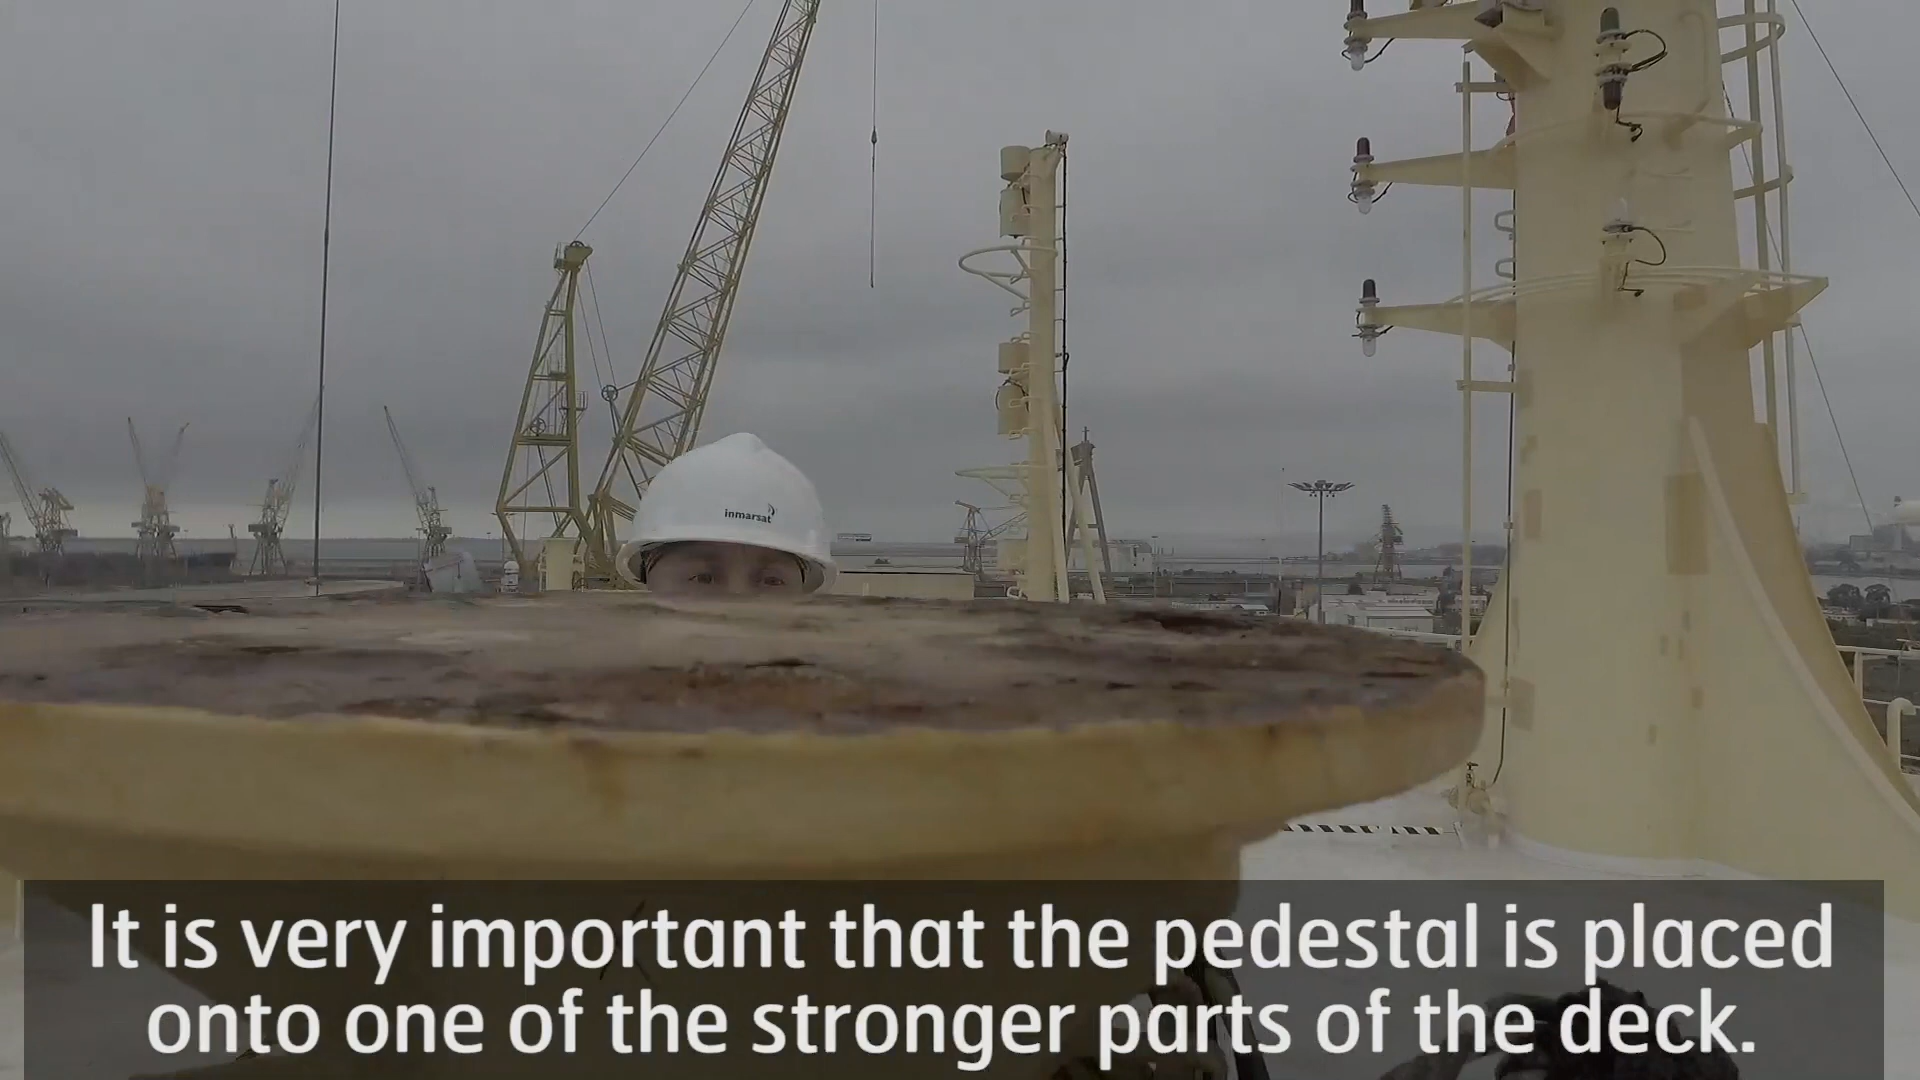 inmarsat
It is very important that the pedestal is placed
onto one of the stronger parts of the deck.